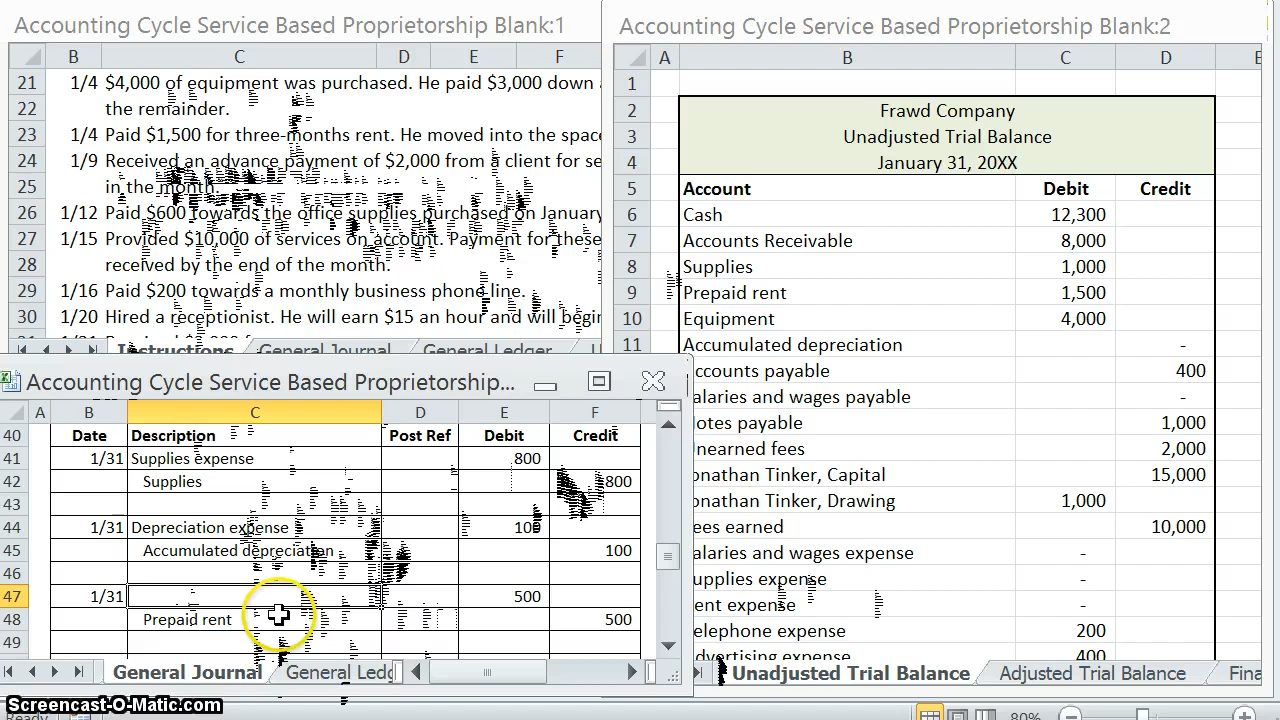 Accounting Cycle Service Based Proprietorship Blank:1
B C D E F
21 1/4 $4,000 of equipment was purchased. He paid $3,000 down
22 the remainder.
23 1/4 Paid $1,500 for three-months rent. He moved into the space
24 1/9 Received an advance payment of $2,000 from a client for se
25 in the month.
26 1/12 Paid $600 towards the office supplies purchased on January
27 1/15 Provided $10,000 of services on account. Payment for these
28 received by the end of the month.
29 1/16 Paid $200 towards a monthly business phone line.
30 1/20 Hired a receptionist. He will earn $15 an hour and will begin
Instructions General Journal General Ledger
Accounting Cycle Service Based Proprietorship...
A B C D E F
40 Date Description Post Ref Debit Credit
41 1/31 Supplies expense 800
42 Supplies 800
43
44 1/31 Depreciation expense 100
45 Accumulated depreciation 100
46
47 1/31 500
48 Prepaid rent 500
49
General Journal General Ledg
Accounting Cycle Service Based Proprietorship Blank:2
A B C D E
1
2 Frawd Company
3 Unadjusted Trial Balance
4 January 31, 20XX
5 Account Debit Credit
6 Cash 12,300
7 Accounts Receivable 8,000
8 Supplies 1,000
9 Prepaid rent 1,500
10 Equipment 4,000
11 Accumulated depreciation -
ccounts payable 400
alaries and wages payable -
otes payable 1,000
nearned fees 2,000
onathan Tinker, Capital 15,000
onathan Tinker, Drawing 1,000
ees earned 10,000
alaries and wages expense -
upplies expense -
ent expense -
elephone expense 200
advertising expense 400
Unadjusted Trial Balance Adjusted Trial Balance Fina
Screencast-O-Matic.com
Ready 80%